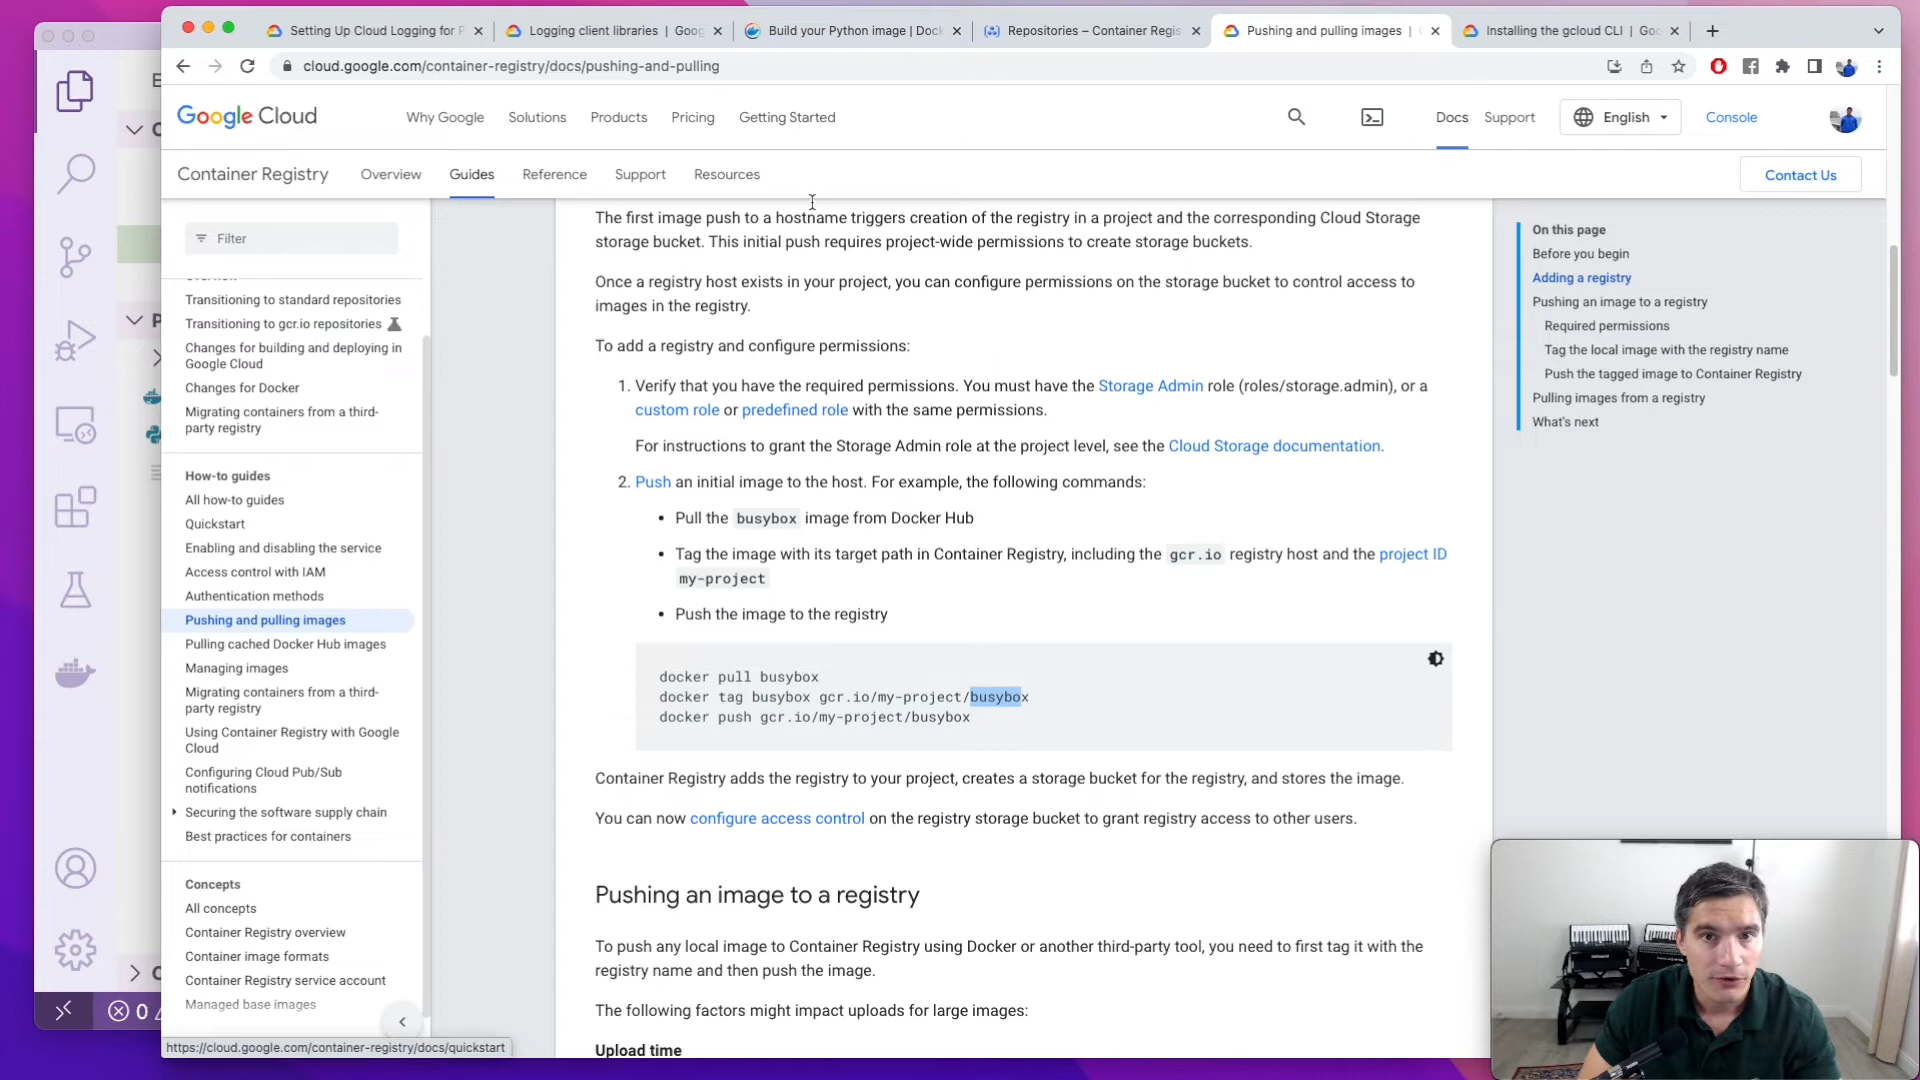 Setting Up Cloud Logging for P
Logging client libraries | Goog
Build your Python image | Dock
Repositories – Container Regis
Pushing and pulling images |
Installing the gcloud CLI | Goo
cloud.google.com/container-registry/docs/pushing-and-pulling
Google Cloud
Why Google
Solutions
Products
Pricing
Getting Started
Docs
Support
English
Console
Container Registry
Overview
Guides
Reference
Support
Resources
Contact Us
Filter
Transitioning to standard repositories
Transitioning to gcr.io repositories
Changes for building and deploying in
Google Cloud
Changes for Docker
Migrating containers from a third-
party registry
How-to guides
All how-to guides
Quickstart
Enabling and disabling the service
Access control with IAM
Authentication methods
Pushing and pulling images
Pulling cached Docker Hub images
Managing images
Migrating containers from a third-
party registry
Using Container Registry with Google
Cloud
Configuring Cloud Pub/Sub
notifications
Securing the software supply chain
Best practices for containers
Concepts
All concepts
Container Registry overview
Container image formats
Container Registry service account
Managed base images
https://cloud.google.com/container-registry/docs/quickstart
The first image push to a hostname triggers creation of the registry in a project and the corresponding Cloud Storage
storage bucket. This initial push requires project-wide permissions to create storage buckets.
Once a registry host exists in your project, you can configure permissions on the storage bucket to control access to
images in the registry.
To add a registry and configure permissions:
1. Verify that you have the required permissions. You must have the Storage Admin role (roles/storage.admin), or a
custom role or predefined role with the same permissions.
For instructions to grant the Storage Admin role at the project level, see the Cloud Storage documentation.
2. Push an initial image to the host. For example, the following commands:
• Pull the busybox image from Docker Hub
• Tag the image with its target path in Container Registry, including the gcr.io registry host and the project ID
my-project
• Push the image to the registry
docker pull busybox
docker tag busybox gcr.io/my-project/busybox
docker push gcr.io/my-project/busybox
Container Registry adds the registry to your project, creates a storage bucket for the registry, and stores the image.
You can now configure access control on the registry storage bucket to grant registry access to other users.
Pushing an image to a registry
To push any local image to Container Registry using Docker or another third-party tool, you need to first tag it with the
registry name and then push the image.
The following factors might impact uploads for large images:
Upload time
On this page
Before you begin
Adding a registry
Pushing an image to a registry
Required permissions
Tag the local image with the registry name
Push the tagged image to Container Registry
Pulling images from a registry
What's next
0